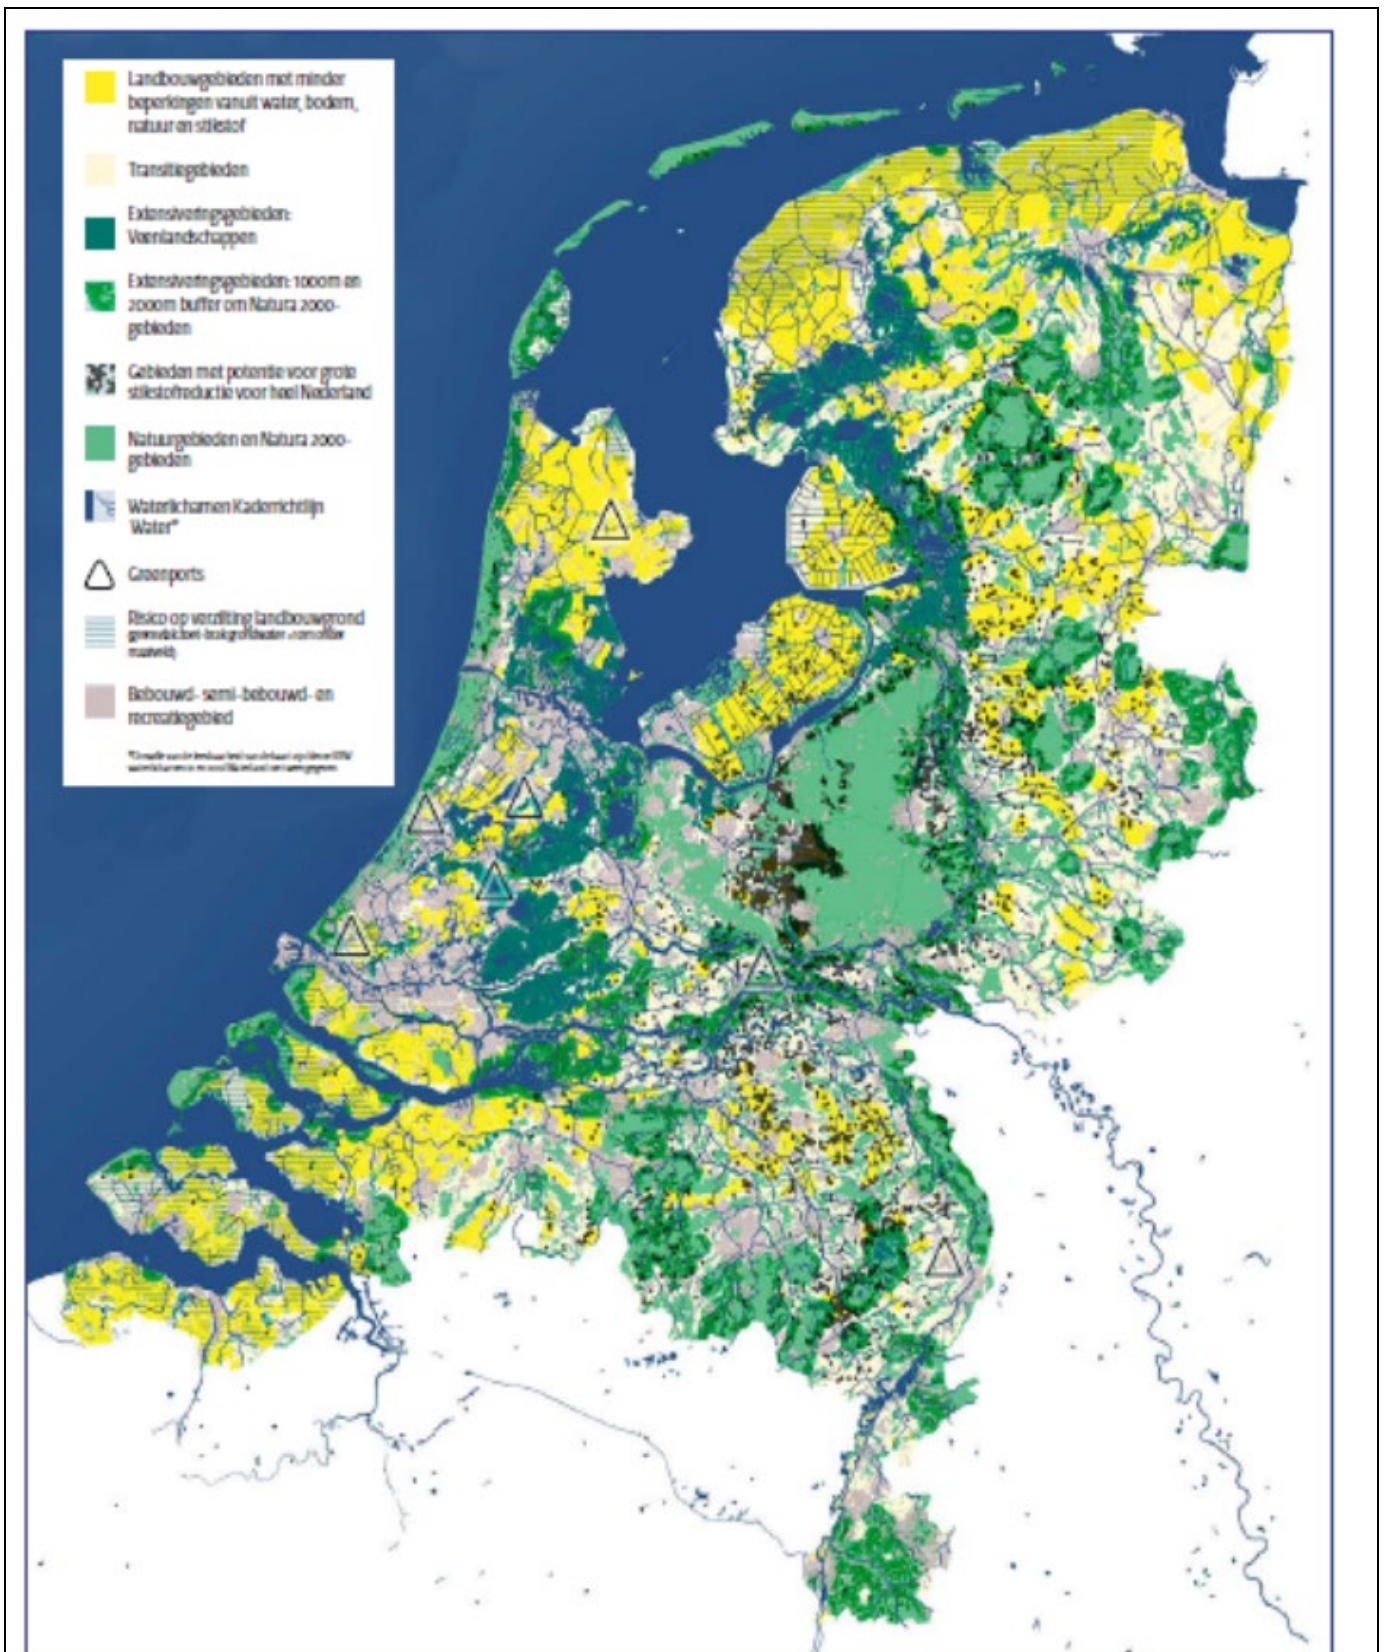 Landbouwgebieden met minder
beperkingen vanuit water, bodem,
natuur en stikstof
Transitiegebieden
Extensiveringsgebieden:
Veenlandschappen
Extensiveringsgebieden: 1000m en
2000m buffer om Natura 2000-
gebieden
Gebieden met potentie voor grote
stikstofreductie voor heel Nederland
Natuurgebieden en Natura 2000-
gebieden
Waterlichamen Kaderrichtlijn
Water*
Greenports
Risico op verzilting landbouwgrond
maaiveld)
Bebouwd- semi-bebouwd- en
recreatiegebied